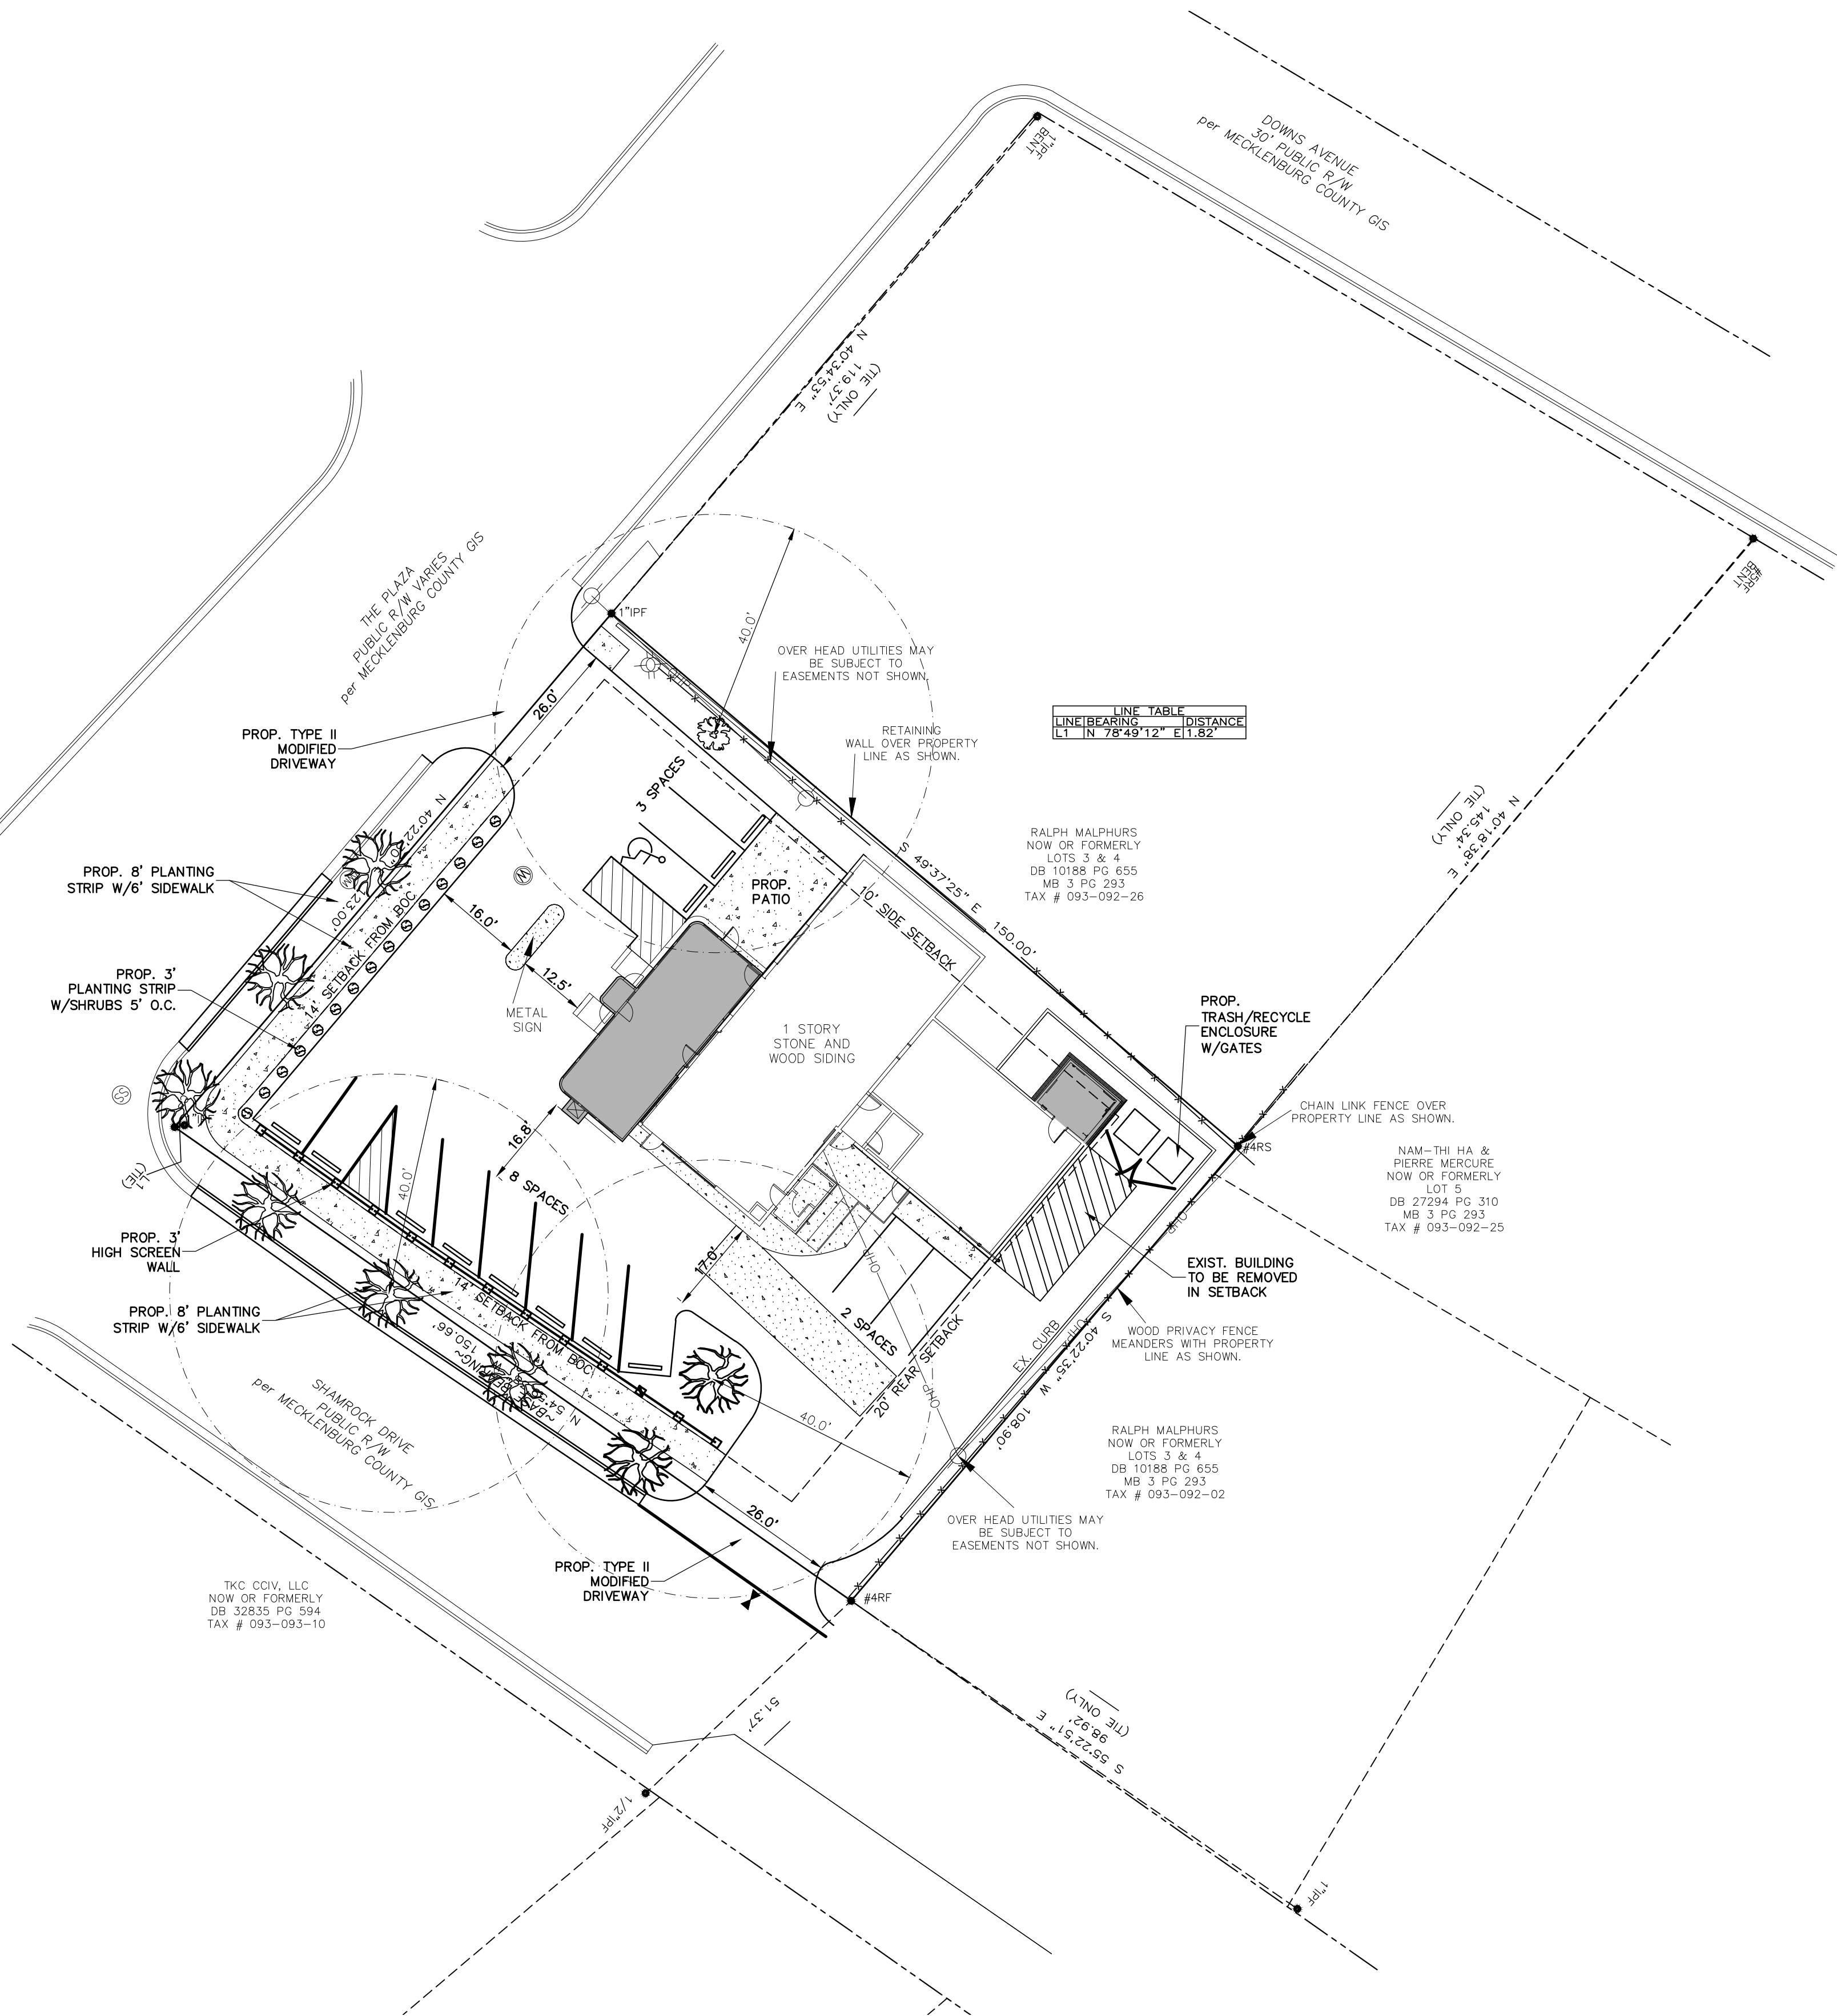 DOWNS AVENUE
30' PUBLIC R/W
per MECKLENBURG COUNTY GIS
1"IPF
BENT
N 40°34'53" E
119.37'
(TIE ONLY)
#5RF
BENT
THE PLAZA
PUBLIC R/W VARIES
per MECKLENBURG COUNTY GIS
1"IPF
40.0'
OVER HEAD UTILITIES MAY
BE SUBJECT TO
EASEMENTS NOT SHOWN.
26.0'
PROP. TYPE II
MODIFIED
DRIVEWAY
RETAINING
WALL OVER PROPERTY
LINE AS SHOWN.
LINE TABLE
LINE BEARING DISTANCE
L1 N 78°49'12" E 1.82'
3 SPACES
N 40°18'38" E
145.34'
(TIE ONLY)
RALPH MALPHURS
NOW OR FORMERLY
LOTS 3 & 4
DB 10188 PG 655
MB 3 PG 293
TAX # 093-092-26
S 49°37'25" E 150.00'
PROP. 8' PLANTING
STRIP W/6' SIDEWALK
W
PROP.
PATIO
10' SIDE SETBACK
16.0'
14' SETBACK FROM BOC
PROP. 3'
PLANTING STRIP
W/SHRUBS 5' O.C.
12.5'
METAL
SIGN
1 STORY
STONE AND
WOOD SIDING
PROP.
TRASH/RECYCLE
ENCLOSURE
W/GATES
SS
CHAIN LINK FENCE OVER
PROPERTY LINE AS SHOWN.
#4RS
L1
(TIE)
16.8'
40.0'
8 SPACES
NAM-THI HA &
PIERRE MERCURE
NOW OR FORMERLY
LOT 5
DB 27294 PG 310
MB 3 PG 293
TAX # 093-092-25
PROP. 3'
HIGH SCREEN
WALL
OHP
OHP
17.0'
EXIST. BUILDING
TO BE REMOVED
IN SETBACK
PROP. 8' PLANTING
STRIP W/6' SIDEWALK
14' SETBACK FROM BOC
150.66'
2 SPACES
20' REAR SETBACK
EX. CURB
OHP
WOOD PRIVACY FENCE
MEANDERS WITH PROPERTY
LINE AS SHOWN.
S 40°22'35" W 108.90'
OHP
SHAMROCK DRIVE
PUBLIC R/W
per MECKLENBURG COUNTY GIS
40.0'
RALPH MALPHURS
NOW OR FORMERLY
LOTS 3 & 4
DB 10188 PG 655
MB 3 PG 293
TAX # 093-092-02
26.0'
OVER HEAD UTILITIES MAY
BE SUBJECT TO
EASEMENTS NOT SHOWN.
PROP. TYPE II
MODIFIED
DRIVEWAY
#4RF
TKC CCIV, LLC
NOW OR FORMERLY
DB 32835 PG 594
TAX # 093-093-10
51.37'
S 55°22'51" E
98.92'
(TIE ONLY)
1/2"IPF
1"IPF